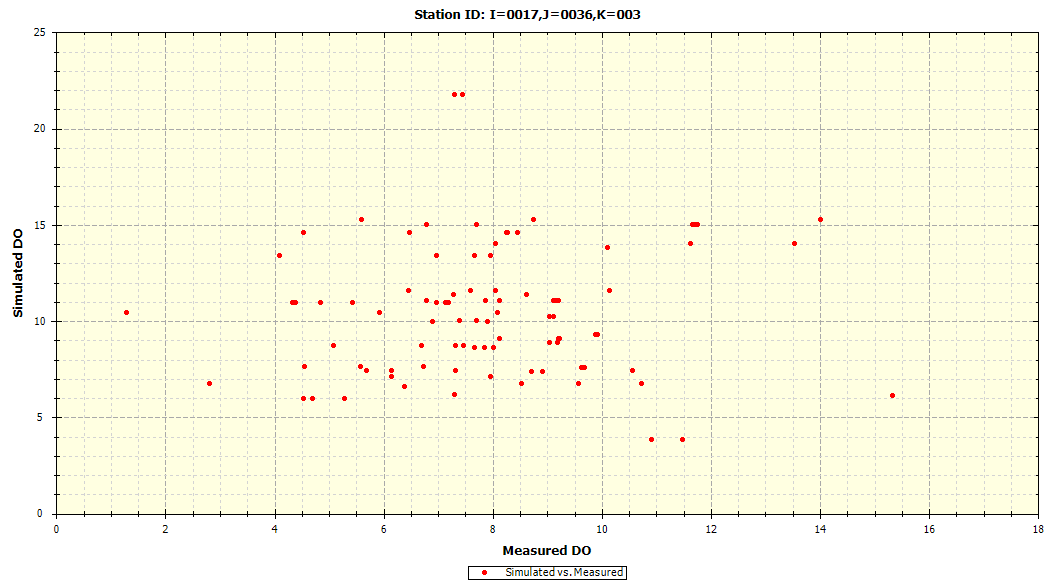 Station ID: I=0017,J=0036,K=003
25
20
15
10
5
0
Simulated DO
0 2 4 6 8 10 12 14 16 18
Measured DO
Simulated vs. Measured